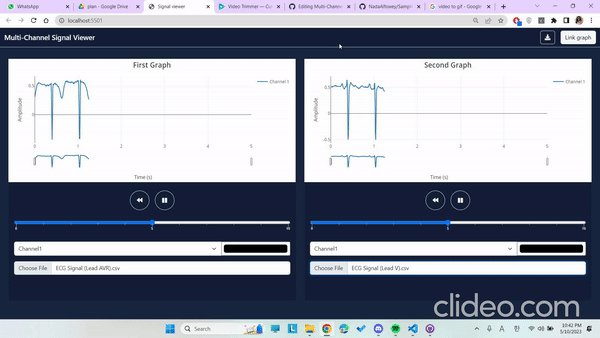 WhatsApp
plan - Google Drive
Signal viewer
Video Trimmer — Co
Editing Multi-Chann
NadaAlfowey/Sampl
video to gif - Google
localhost:5501
Multi-Channel Signal Viewer
Link graph
First Graph
Channel 1
Amplitude
0.5
0
0 1 2 3 4 5
Time (s)
Second Graph
Channel 1
Amplitude
0.5
0
-0.5
0 1 2 3 4 5
Time (s)
Channel1
Choose File ECG Signal (Lead AVR).csv
Channel1
Choose File ECG Signal (Lead V).csv
clideo.com
Search
10:42 PM
5/10/2023